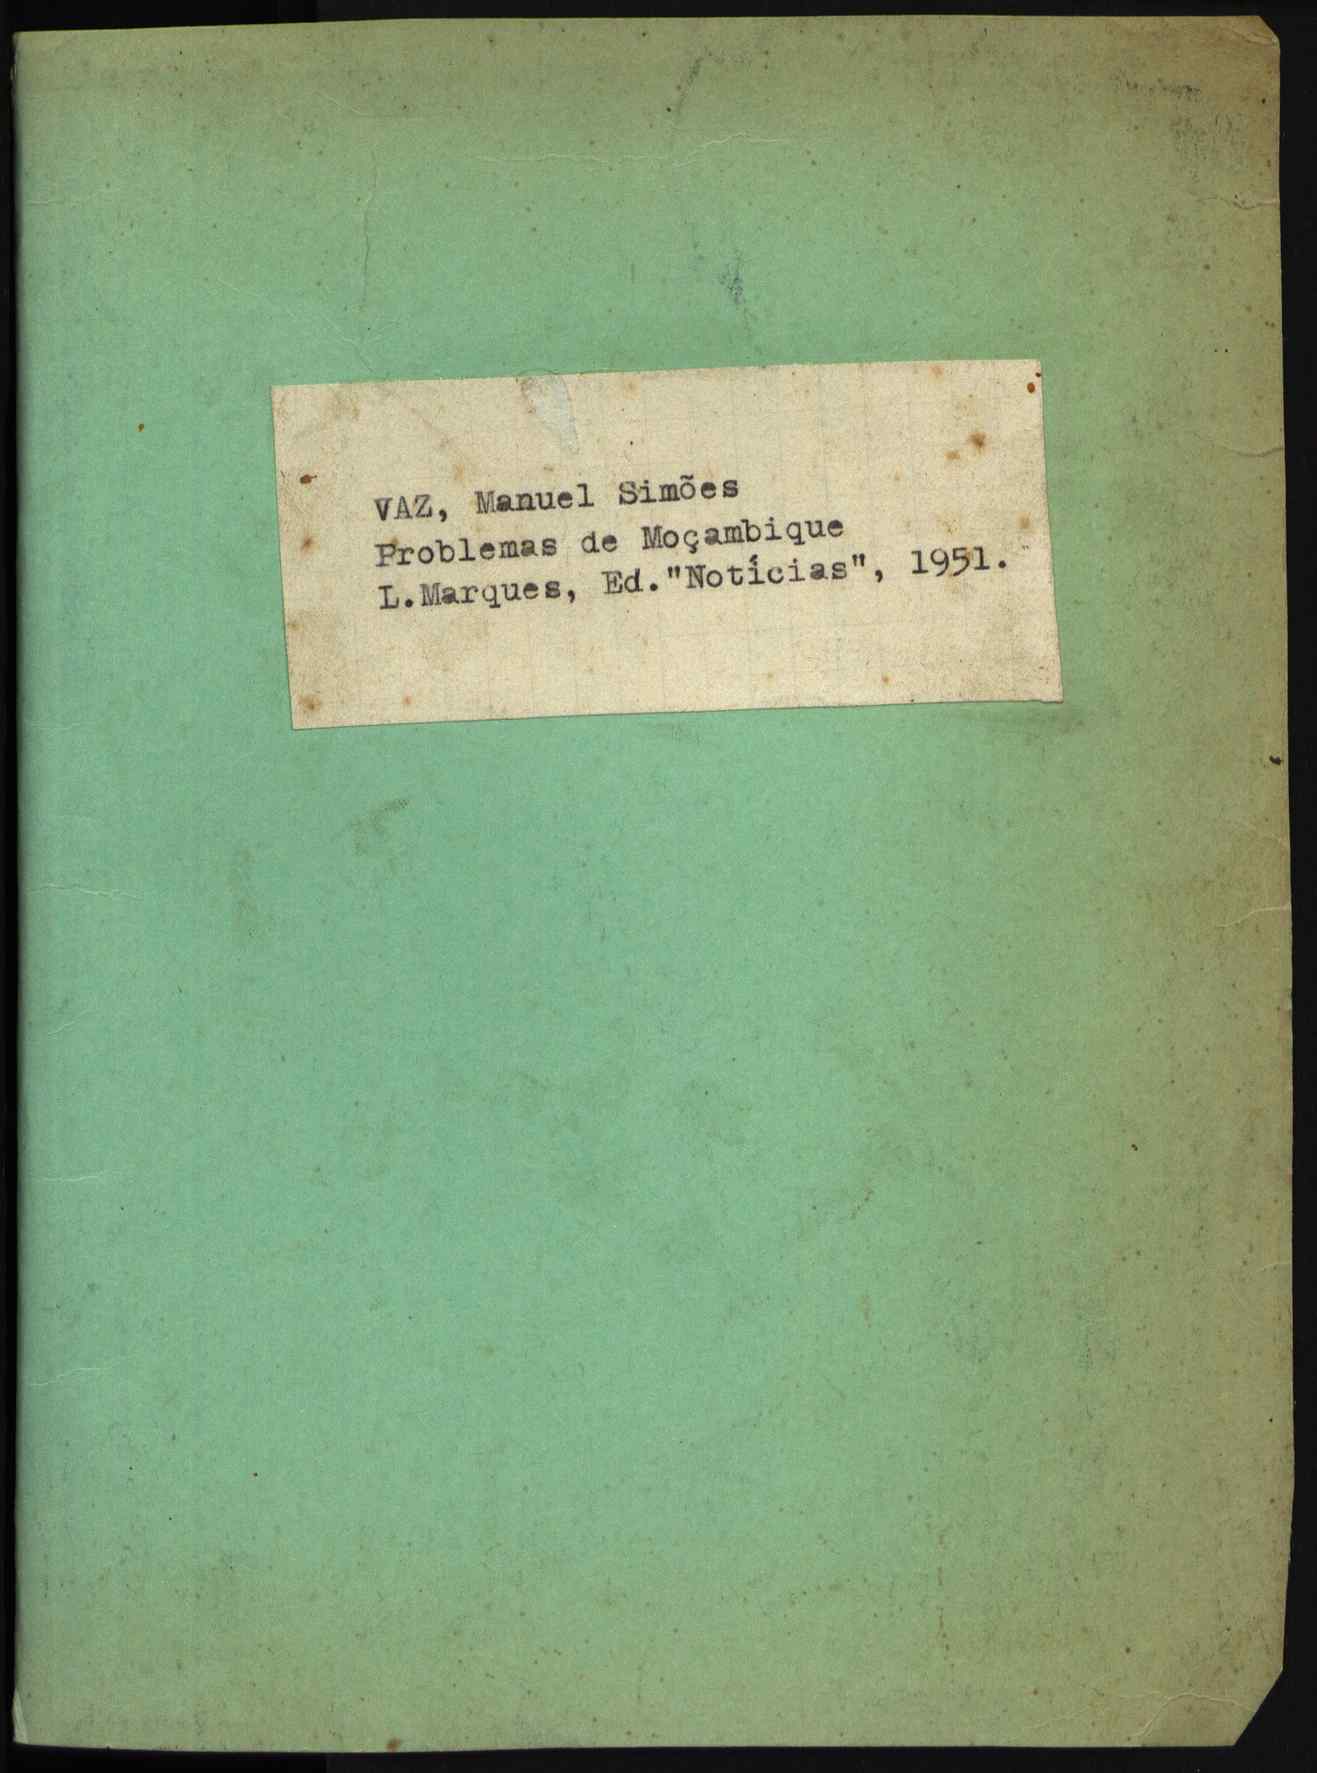 VAZ, Manuel Simões
Problemas de Moçambique
L.Marques, Ed."Notícias", 1951.